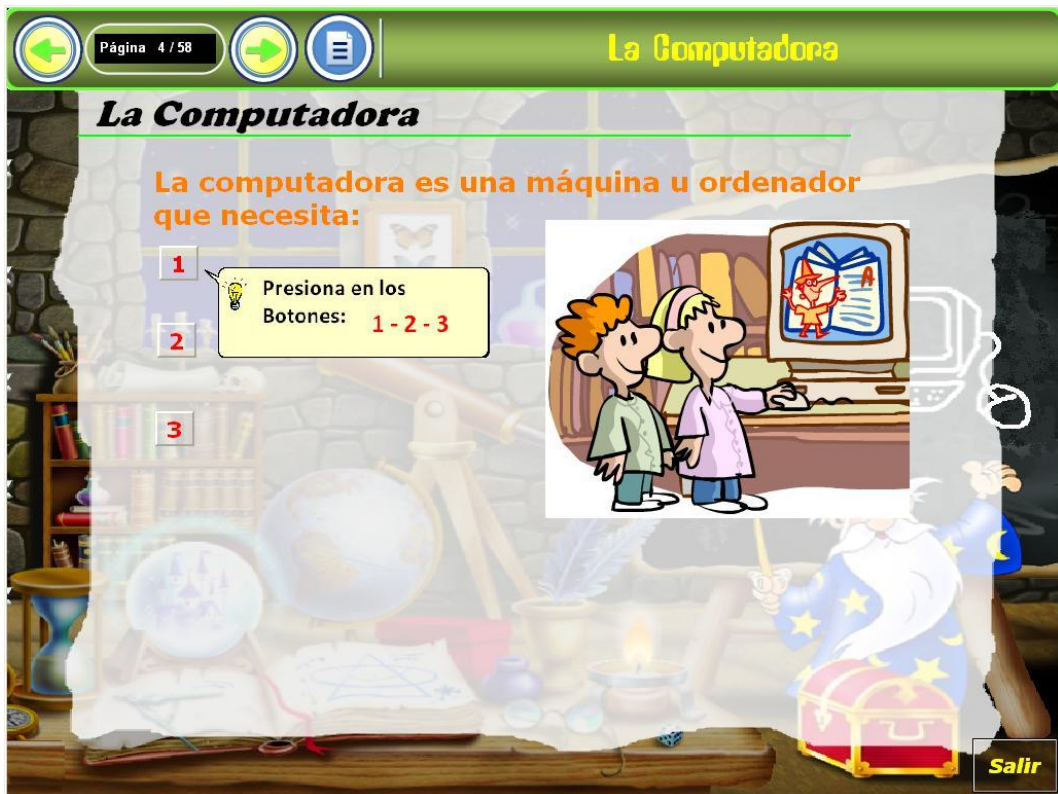 Página 4 / 58
La Computadora
La Computadora
La computadora es una máquina u ordenador
que necesita:
1
Presiona en los
Botones: 1 - 2 - 3
2
3
A
Salir